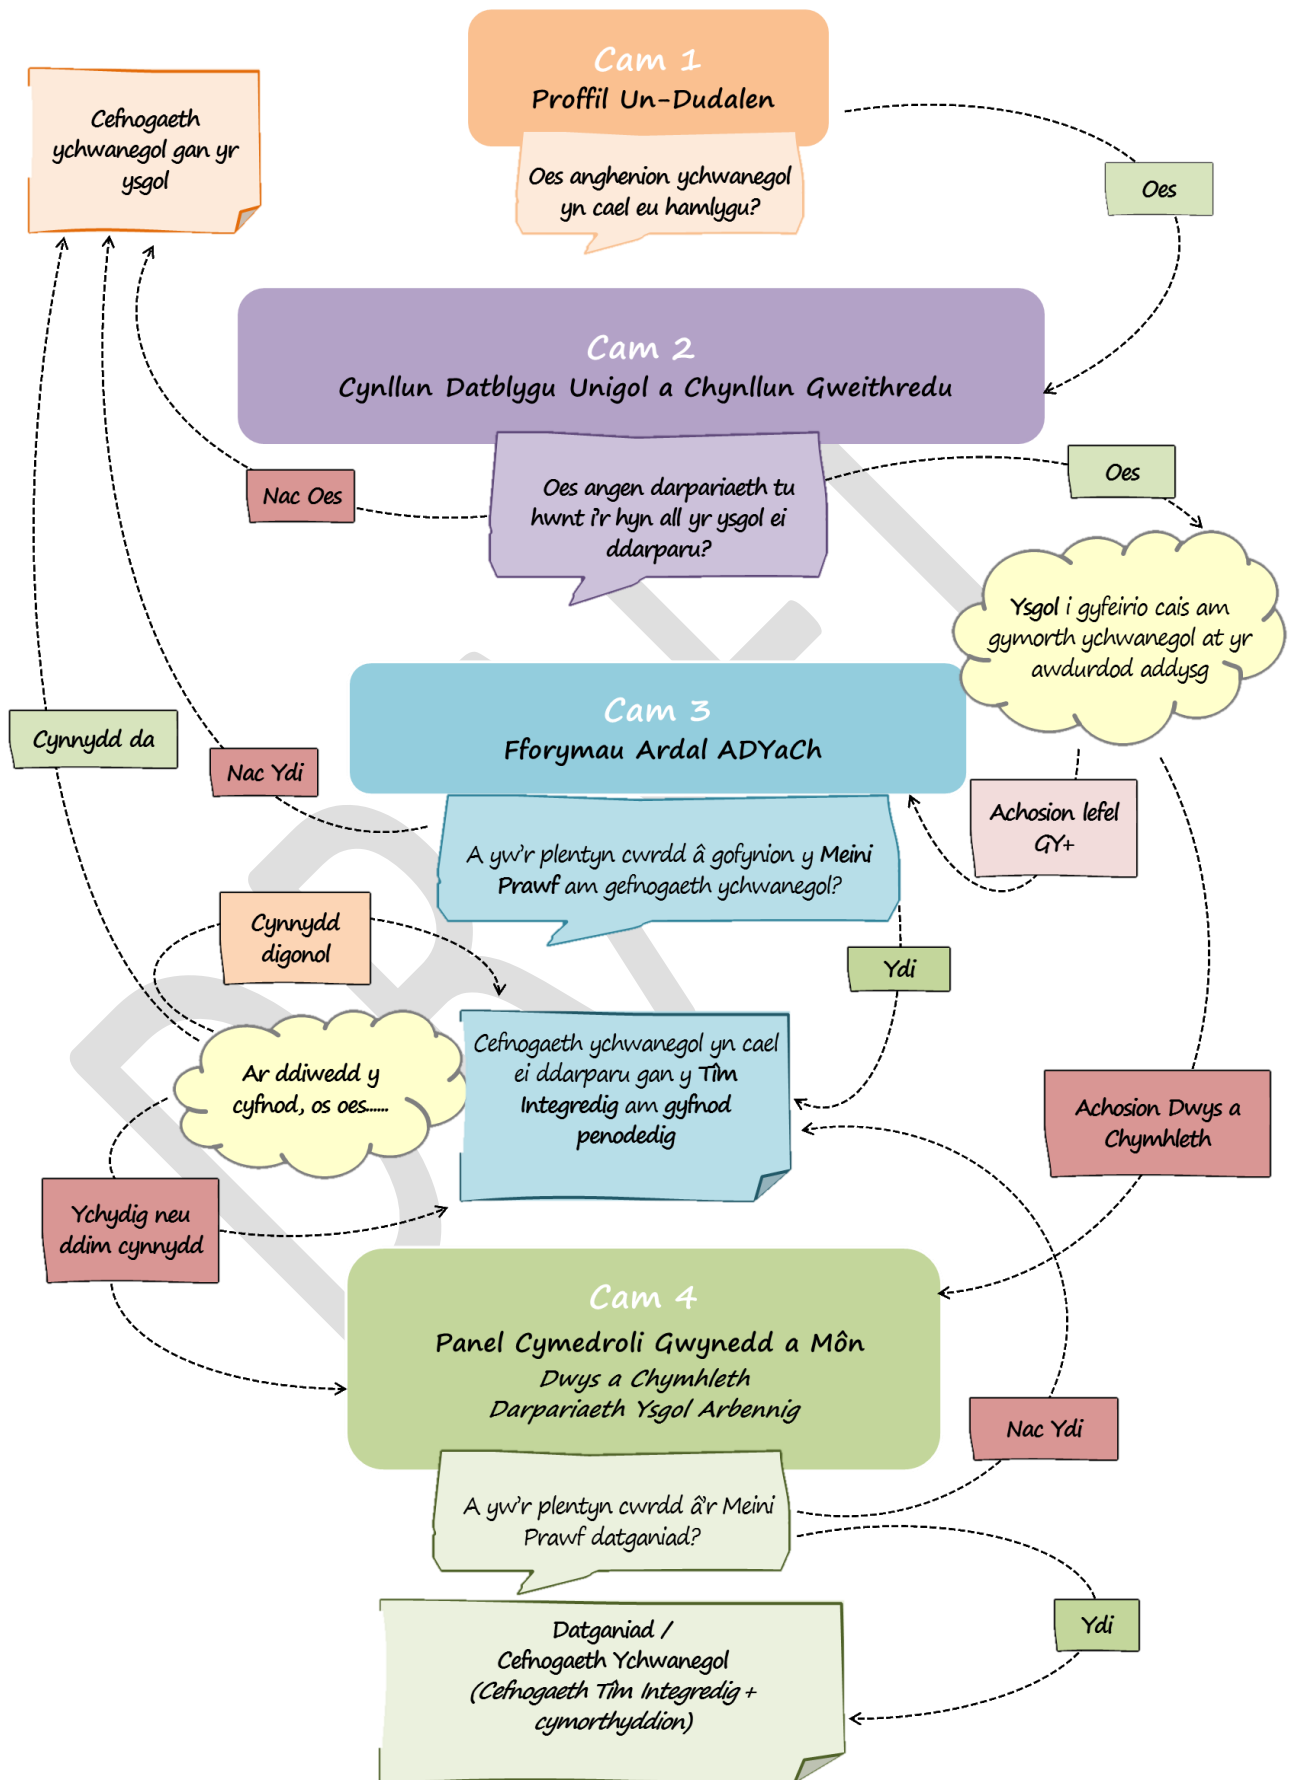 Cam 1
Proffil Un-Dudalen
Oes anghenion ychwanegol
yn cael eu hamlygu?
Oes
Cefnogaeth
ychwanegol gan yr
ysgol
Cam 2
Cynllun Datblygu Unigol a Chynllun Gweithredu
Oes angen darpariaeth tu
hwnt i'r hyn all yr ysgol ei
ddarparu?
Nac Oes
Oes
Ysgol i gyfeirio cais am
gymorth ychwanegol at yr
awdurdod addysg
Cam 3
Fforymau Ardal ADYaCh
Cynnydd da
Nac Ydi
Achosion lefel
GY+
A yw'r plentyn cwrdd â gofynion y Meini
Prawf am gefnogaeth ychwanegol?
Cynnydd
digonol
Ydi
Ar ddiwedd y
cyfnod, os oes......
Cefnogaeth ychwanegol yn cael
ei ddarparu gan y Tîm
Integredig am gyfnod
penodedig
Achosion Dwys a
Chymhleth
Ychydig neu
ddim cynnydd
Cam 4
Panel Cymedroli Gwynedd a Môn
Dwys a Chymhleth
Darpariaeth Ysgol Arbennig
Nac Ydi
A yw'r plentyn cwrdd â'r Meini
Prawf datganiad?
Ydi
Datganiad /
Cefnogaeth Ychwanegol
(Cefnogaeth Tîm Integredig +
cymorthyddion)